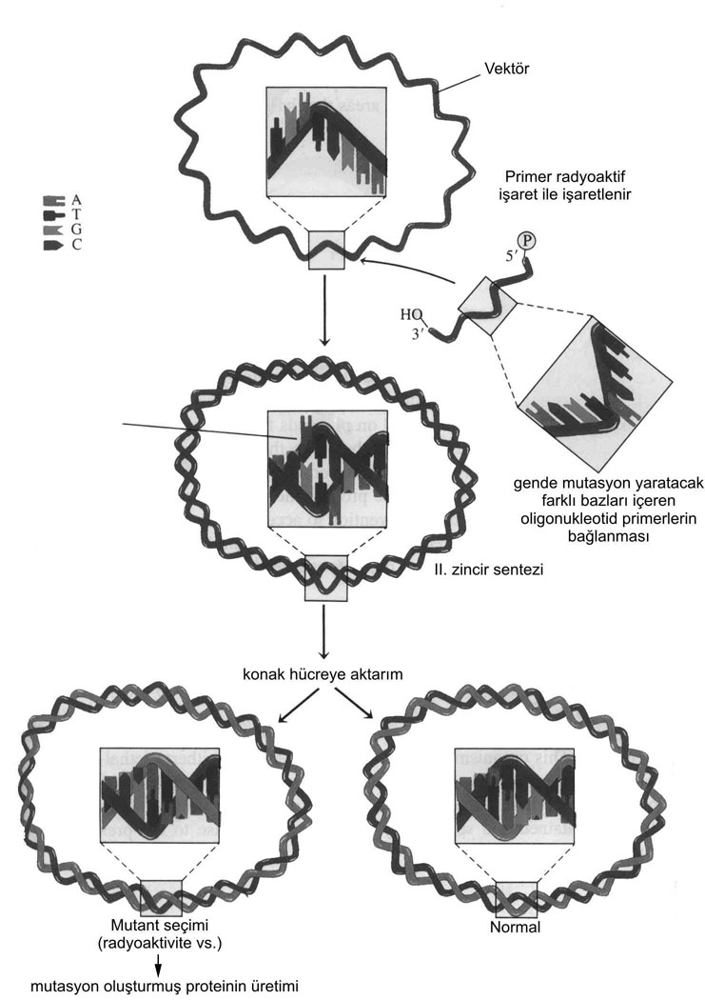 Vektör
Primer radyoaktif
işaret ile işaretlenir
A
T
G
C
P
5′
HO
3′
gende mutasyon yaratacak
farklı bazları içeren
oligonukleotid primerlerin
bağlanması
II. zincir sentezi
konak hücreye aktarım
Mutant seçimi
(radyoaktivite vs.)
Normal
mutasyon oluşturmuş proteinin üretimi